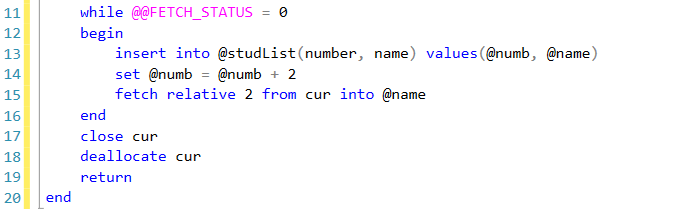 11 while @@FETCH_STATUS = 0
12 begin
13 insert into @studList(number, name) values(@numb, @name)
14 set @numb = @numb + 2
15 fetch relative 2 from cur into @name
16 end
17 close cur
18 deallocate cur
19 return
20 end